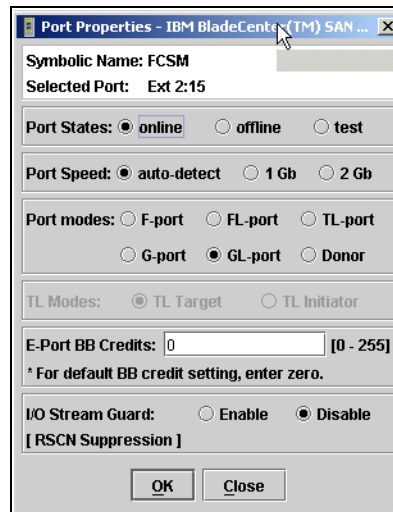 Port Properties - IBM BladeCenter(TM) SAN ...
Symbolic Name: FCSM
Selected Port: Ext 2:15
Port States: online offline test
Port Speed: auto-detect 1 Gb 2 Gb
Port modes: F-port FL-port TL-port
G-port GL-port Donor
TL Modes: TL Target TL Initiator
E-Port BB Credits: 0 [0 - 255]
* For default BB credit setting, enter zero.
I/O Stream Guard: Enable Disable
[ RSCN Suppression ]
OK Close